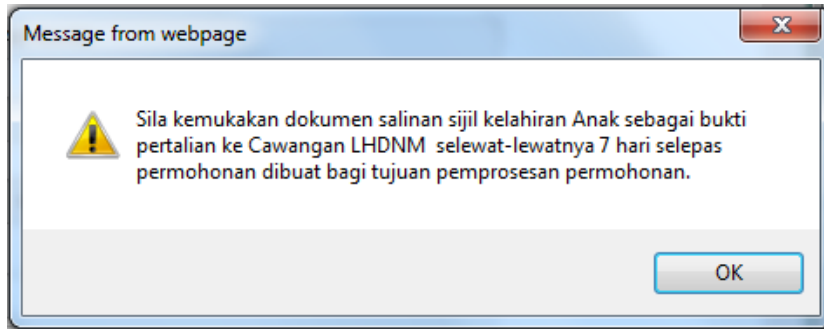 Message from webpage
Sila kemukakan dokumen salinan sijil kelahiran Anak sebagai bukti
pertalian ke Cawangan LHDNM  selewat-lewatnya 7 hari selepas
permohonan dibuat bagi tujuan pemprosesan permohonan.
OK